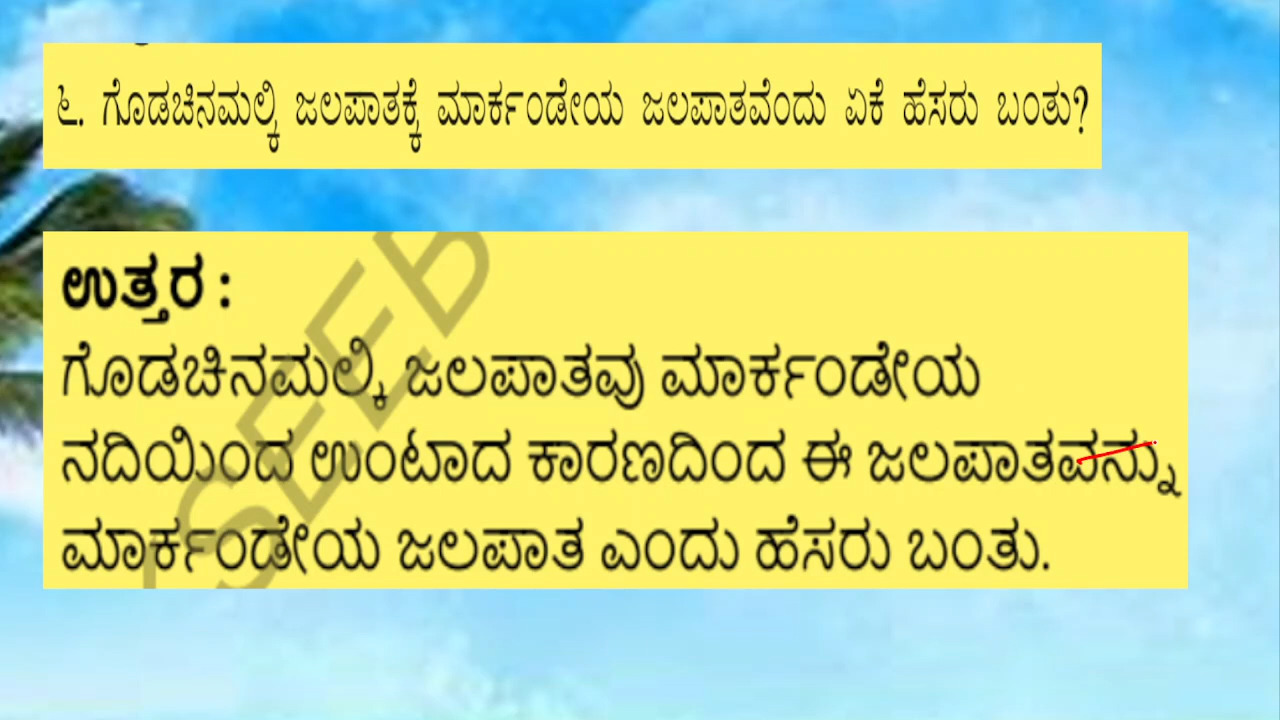 ೬. ಗೊಡಚಿನಮಲ್ಕಿ ಜಲಪಾತಕ್ಕೆ ಮಾರ್ಕಂಡೇಯ ಜಲಪಾತವೆಂದು ಏಕೆ ಹೆಸರು ಬಂತು?
ಉತ್ತರ :
ಗೊಡಚಿನಮಲ್ಕಿ ಜಲಪಾತವು ಮಾರ್ಕಂಡೇಯ
ನದಿಯಿಂದ ಉಂಟಾದ ಕಾರಣದಿಂದ ಈ ಜಲಪಾತವನ್ನು
ಮಾರ್ಕಂಡೇಯ ಜಲಪಾತ ಎಂದು ಹೆಸರು ಬಂತು.